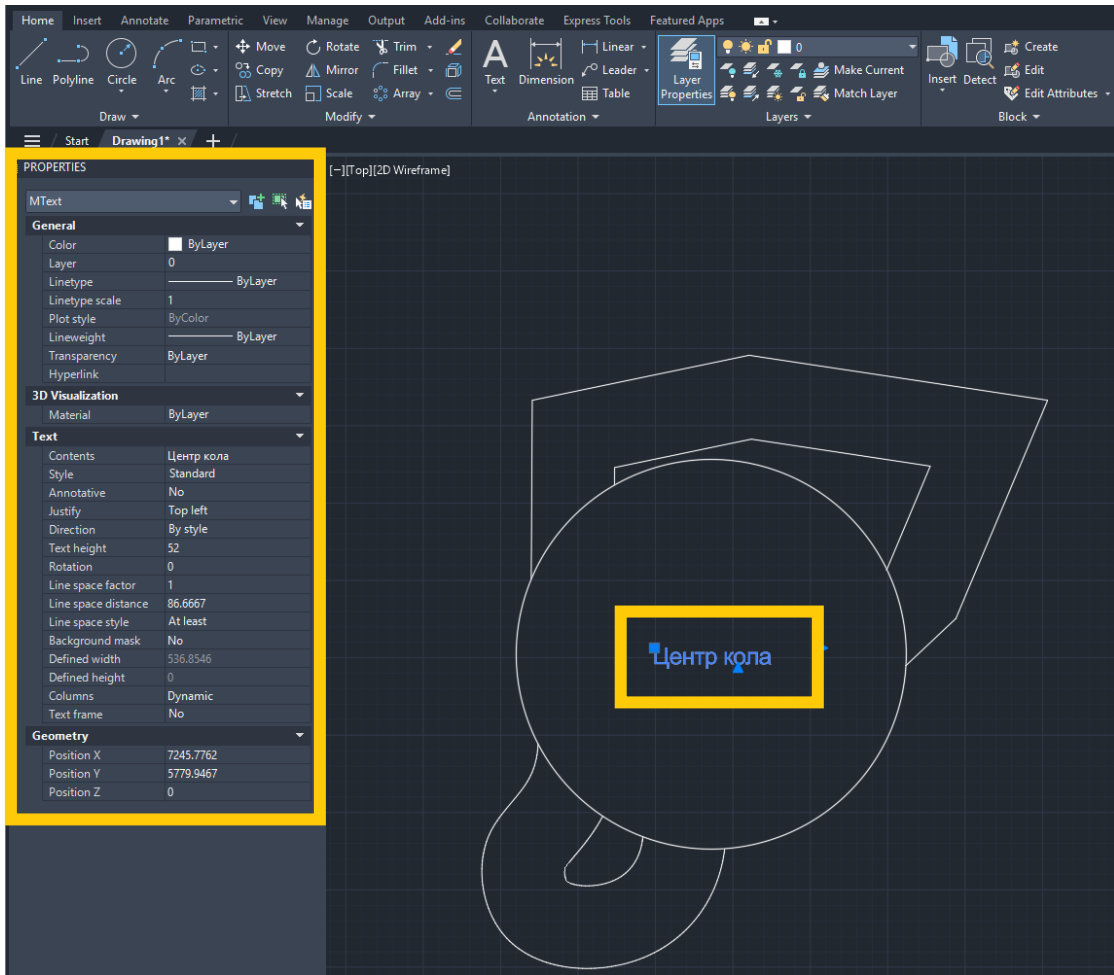 Home Insert Annotate Parametric View Manage Output Add-ins Collaborate Express Tools Featured Apps
Move Rotate Trim Linear 0 Create
Copy Mirror Fillet Leader Make Current Edit
Line Polyline Circle Arc Text Dimension Layer Properties Insert Detect
Stretch Scale Array Table Match Layer Edit Attributes
Draw Modify Annotation Layers Block
Start Drawing1*
PROPERTIES
[−][Top][2D Wireframe]
MText
General
Color ByLayer
Layer 0
Linetype ByLayer
Linetype scale 1
Plot style ByColor
Lineweight ByLayer
Transparency ByLayer
Hyperlink
3D Visualization
Material ByLayer
Text
Contents Центр кола
Style Standard
Annotative No
Justify Top left
Direction By style
Text height 52
Rotation 0
Line space factor 1
Line space distance 86.6667
Line space style At least
Background mask No
Defined width 536.8546
Defined height 0
Columns Dynamic
Text frame No
Geometry
Position X 7245.7762
Position Y 5779.9467
Position Z 0
Центр кола